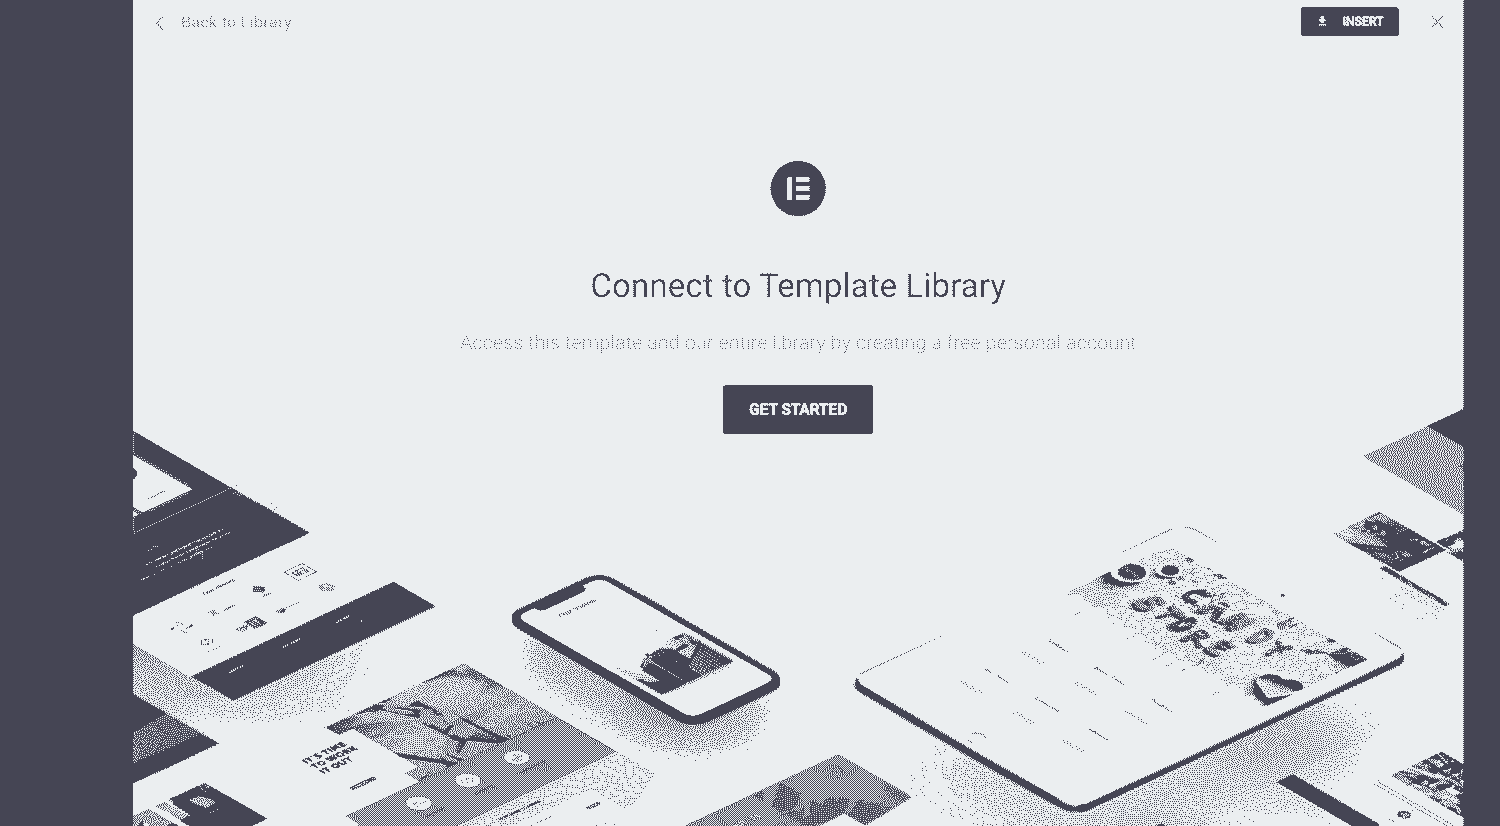 Back to Library
INSERT
Connect to Template Library
Access this template and our entire library by creating a free personal account
GET STARTED
CANDY
STORE
IT'S TIME
TO WORK
IT OUT